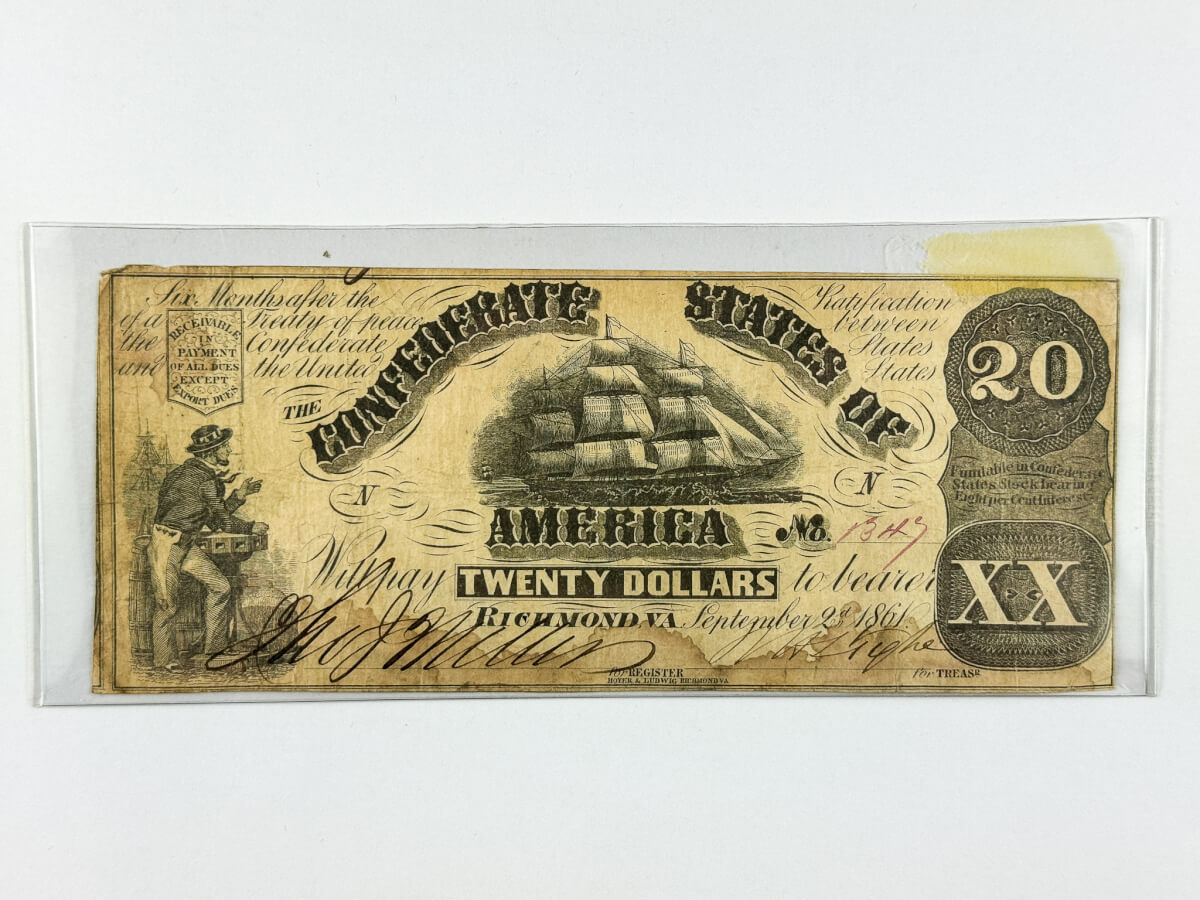 Six Months after the Ratification
of a Treaty of peace between
the Confederate States
and the United States
RECEIVABLE
IN
PAYMENT
OF ALL DUES
EXCEPT
EXPORT DUES
THE
CONFEDERATE STATES OF
AMERICA
20
Fundable in Confederate
States Stock bearing
Eight per Cent Interest
N
N
No. 1347
Will pay TWENTY DOLLARS to bearer
RICHMOND, VA September 2d. 1861
XX
Jno J Miller
for REGISTER
for TREASR
HOYER & LUDWIG RICHMOND VA